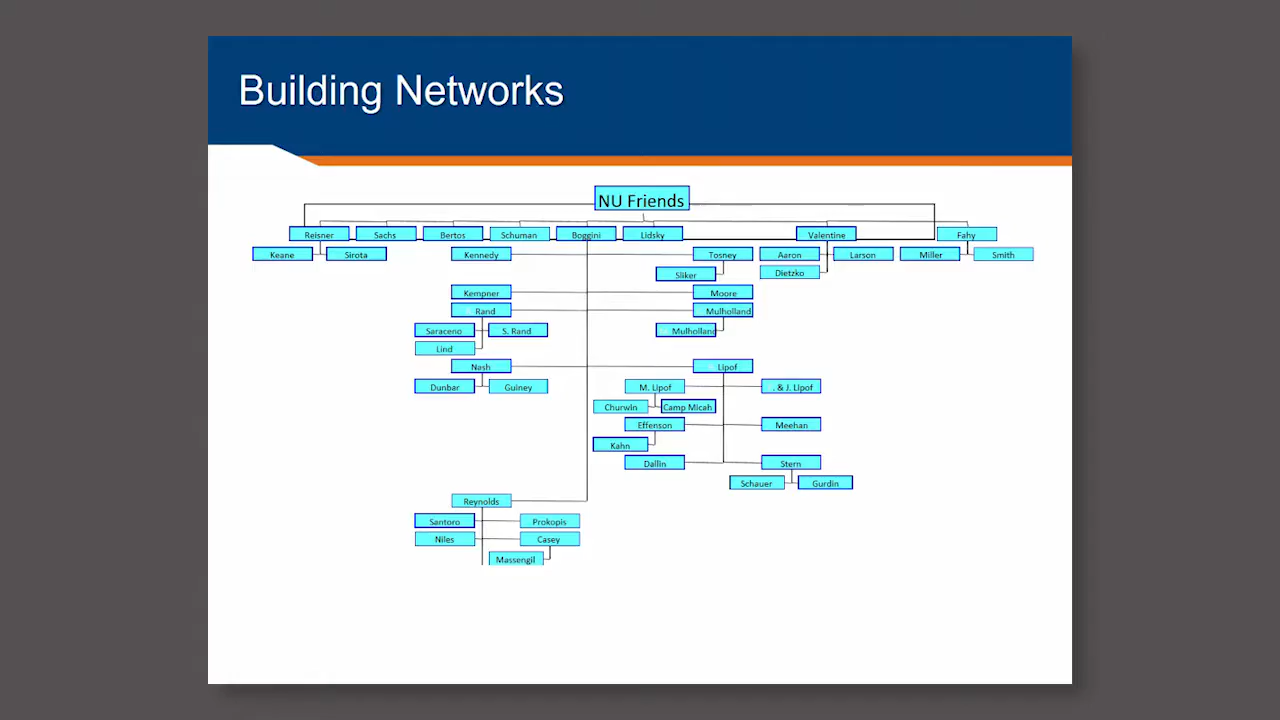 Building Networks
NU Friends
Reisner Sachs Bertos Schuman Boggini Lidsky Valentine Fahy
Keane Sirota Kennedy Tosney Aaron Larson Miller Smith
Sliker Dietzko
Kempner Moore
Rand Mulholland
Saraceno S. Rand Mulholland
Lind
Nash Lipof
Dunbar Guiney M. Lipof . & J. Lipof
Churwin Camp Micah
Effenson Meehan
Kahn
Dallin Stern
Schauer Gurdin
Reynolds
Santoro Prokopis
Niles Casey
Massengil